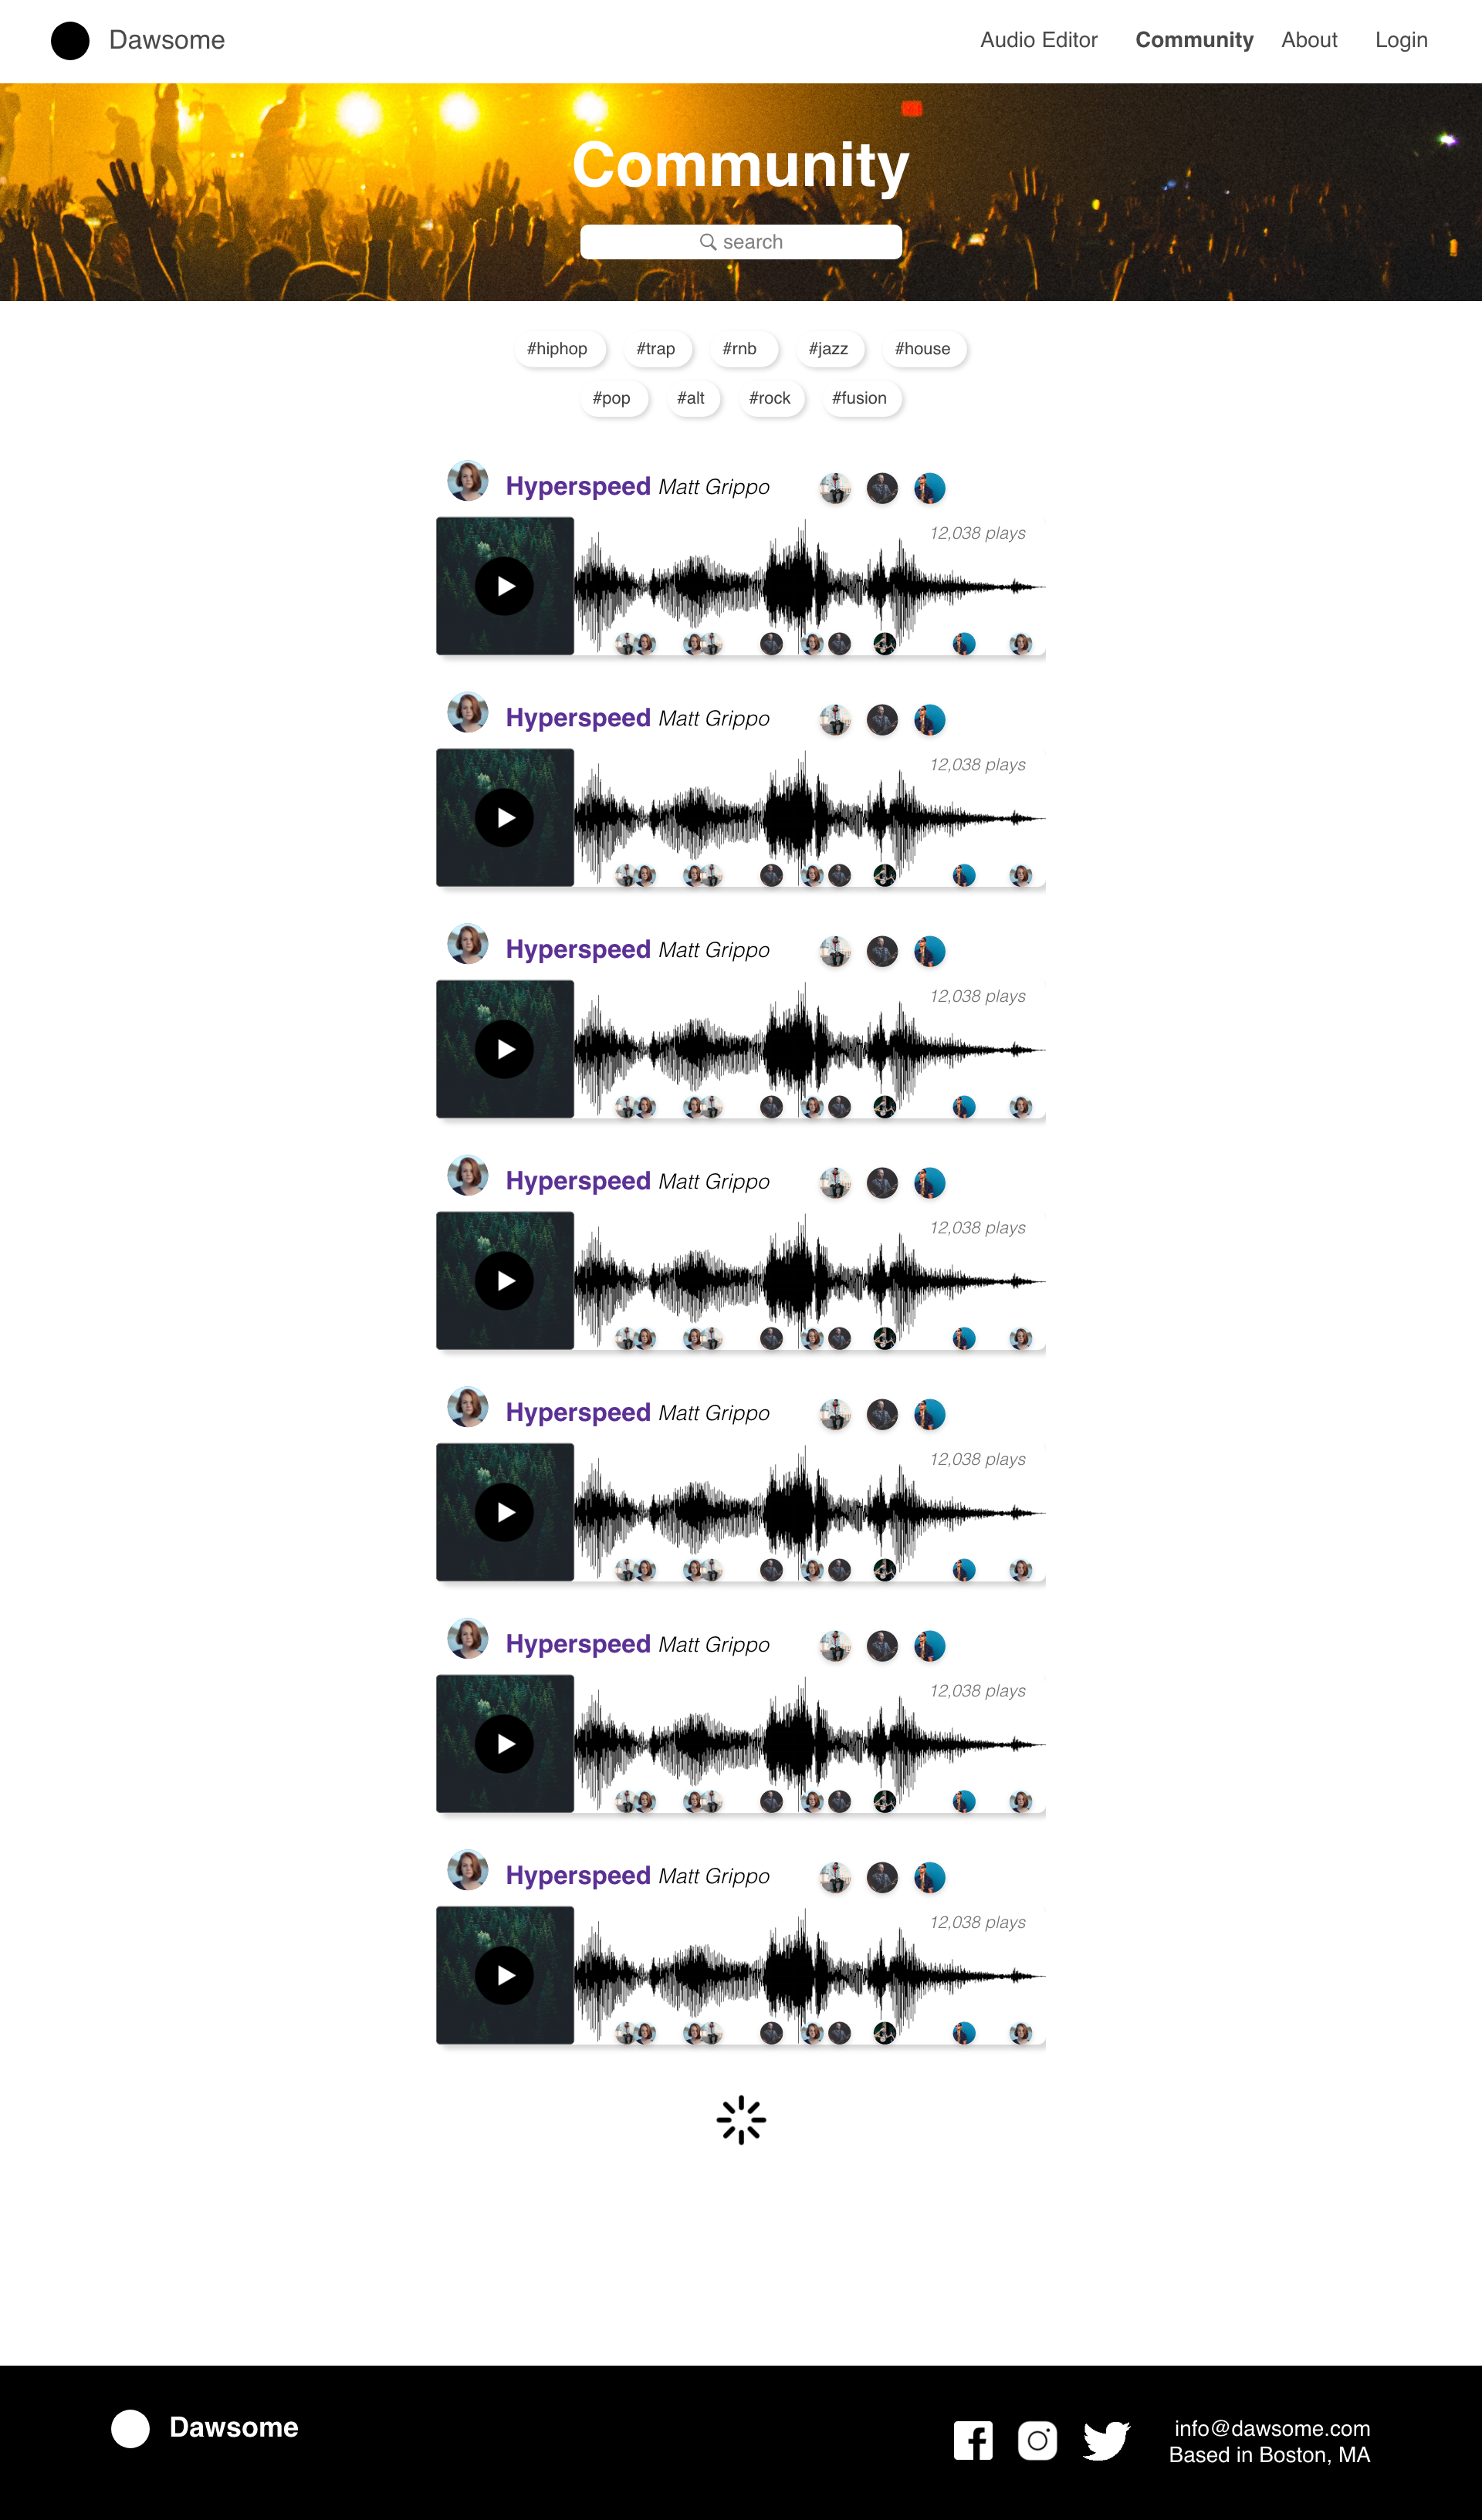 Dawsome
Audio Editor Community About Login
Community
search
#hiphop #trap #rnb #jazz #house
#pop #alt #rock #fusion
Hyperspeed Matt Grippo
12,038 plays
Hyperspeed Matt Grippo
12,038 plays
Hyperspeed Matt Grippo
12,038 plays
Hyperspeed Matt Grippo
12,038 plays
Hyperspeed Matt Grippo
12,038 plays
Hyperspeed Matt Grippo
12,038 plays
Hyperspeed Matt Grippo
12,038 plays
Dawsome
info@dawsome.com
Based in Boston, MA